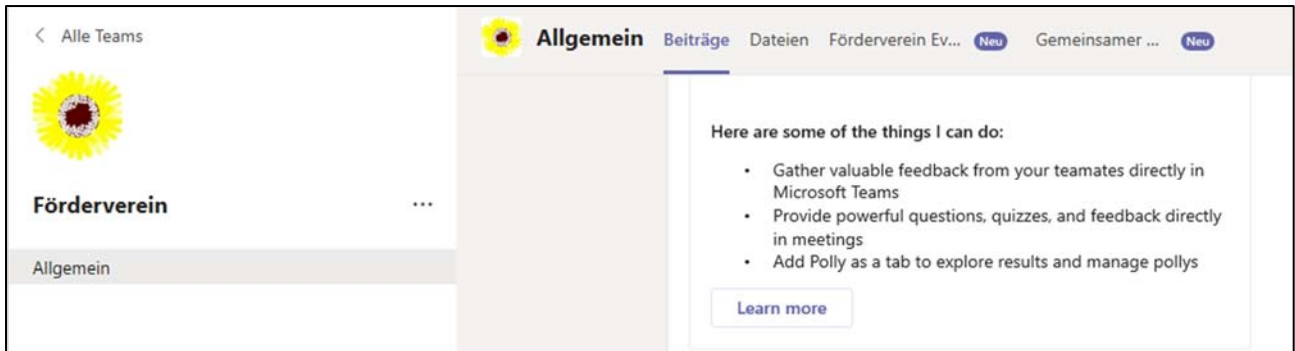 < Alle Teams
Förderverein
...
Allgemein
Allgemein Beiträge Dateien Förderverein Ev... Neu Gemeinsamer ... Neu
Here are some of the things I can do:
• Gather valuable feedback from your teamates directly in
Microsoft Teams
• Provide powerful questions, quizzes, and feedback directly
in meetings
• Add Polly as a tab to explore results and manage pollys
Learn more